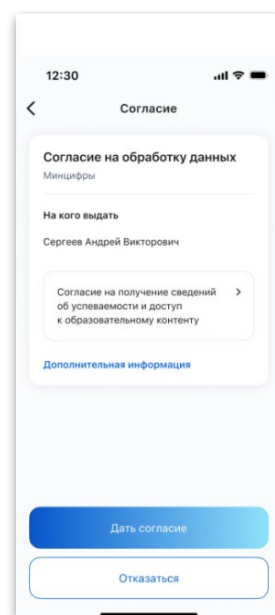 12:30
Согласие
Согласие на обработку данных
Минцифры
На кого выдать
Сергеев Андрей Викторович
Согласие на получение сведений
об успеваемости и доступ
к образовательному контенту
Дополнительная информация
Дать согласие
Отказаться